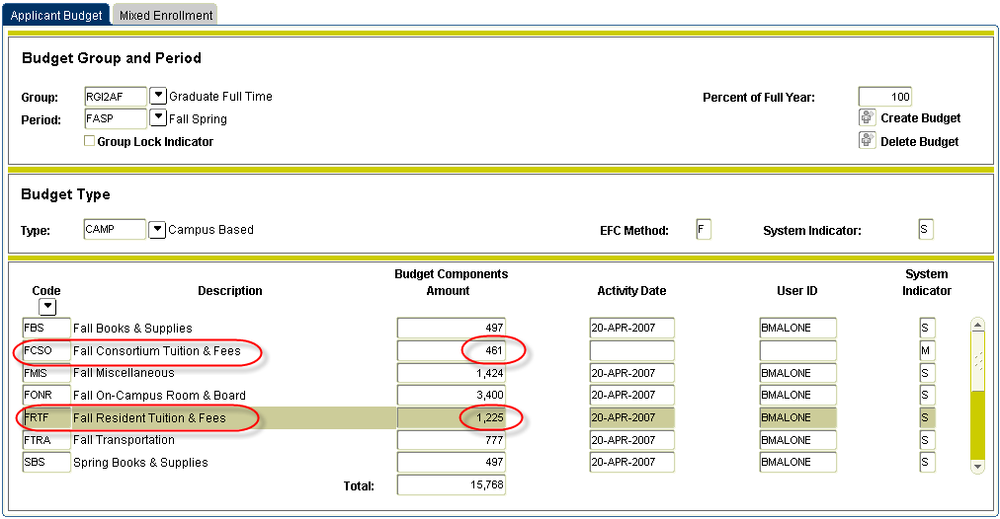 Applicant Budget Mixed Enrollment
Budget Group and Period
Group: RGI2AF Graduate Full Time Percent of Full Year: 100
Period: FASP Fall Spring Create Budget
Group Lock Indicator Delete Budget
Budget Type
Type: CAMP Campus Based EFC Method: F System Indicator: S
Budget Components System
Code Description Amount Activity Date User ID Indicator
FBS Fall Books & Supplies 497 20-APR-2007 BMALONE S
FCSO Fall Consortium Tuition & Fees 461 M
FMIS Fall Miscellaneous 1,424 20-APR-2007 BMALONE S
FONR Fall On-Campus Room & Board 3,400 20-APR-2007 BMALONE S
FRTF Fall Resident Tuition & Fees 1,225 20-APR-2007 BMALONE S
FTRA Fall Transportation 777 20-APR-2007 BMALONE S
SBS Spring Books & Supplies 497 20-APR-2007 BMALONE S
Total: 15,768